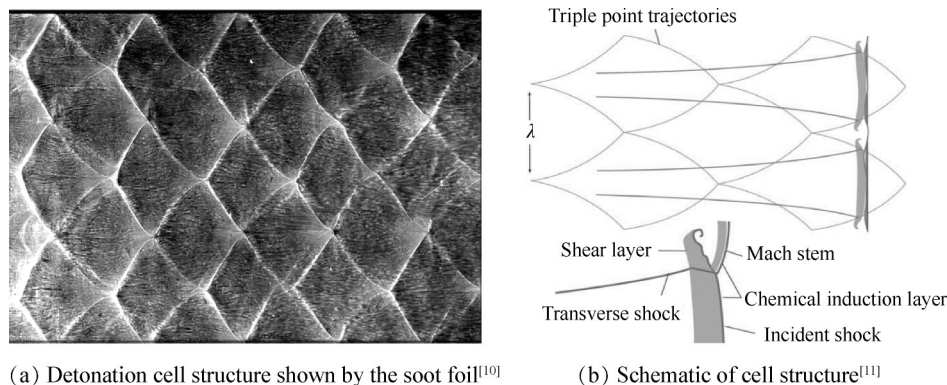 Triple point trajectories
λ
Shear layer
Mach stem
Transverse shock
Chemical induction layer
Incident shock
(a) Detonation cell structure shown by the soot foil[10]
(b) Schematic of cell structure[11]